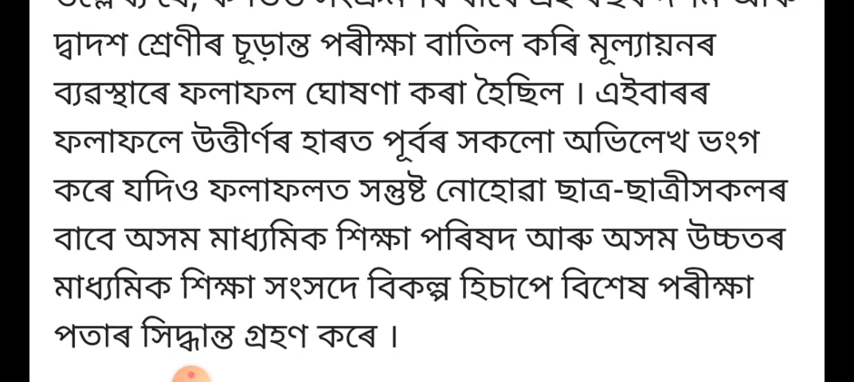 দ্বাদশ শ্ৰেণীৰ চূড়ান্ত পৰীক্ষা বাতিল কৰি মূল্যায়নৰ
ব্যৱস্থাৰে ফলাফল ঘোষণা কৰা হৈছিল । এইবাৰৰ
ফলাফলে উত্তীৰ্ণৰ হাৰত পূৰ্বৰ সকলো অভিলেখ ভংগ
কৰে যদিও ফলাফলত সন্তুষ্ট নোহোৱা ছাত্ৰ-ছাত্ৰীসকলৰ
বাবে অসম মাধ্যমিক শিক্ষা পৰিষদ আৰু অসম উচ্চতৰ
মাধ্যমিক শিক্ষা সংসদে বিকল্প হিচাপে বিশেষ পৰীক্ষা
পতাৰ সিদ্ধান্ত গ্ৰহণ কৰে ।